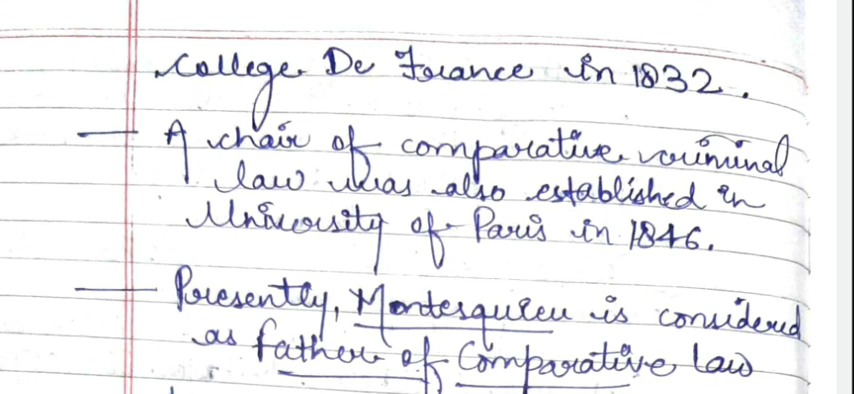 College De France in 1832.
— A chair of comparative criminal
law was also established in
University of Paris in 1846.
— Presently, Montesquieu is considered
as father of Comparative law